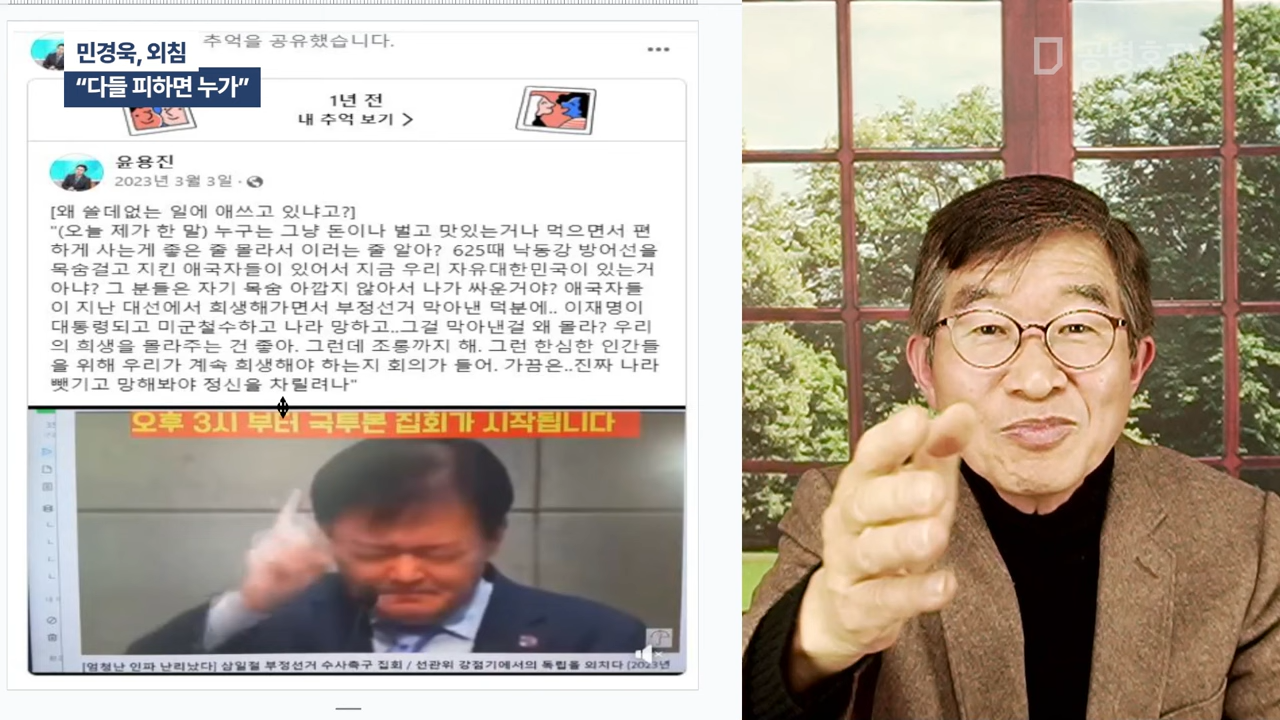 추억을 공유했습니다.
민경욱, 외침
“다들 피하면 누가”
1년 전
내 추억 보기 >
윤용진
2023년 3월 3일 ·
[왜 쓸데없는 일에 애쓰고 있냐고?]
"(오늘 제가 한 말) 누구는 그냥 돈이나 벌고 맛있는거나 먹으면서 편
하게 사는게 좋은 줄 몰라서 이러는 줄 알아? 625때 낙동강 방어선을
목숨걸고 지킨 애국자들이 있어서 지금 우리 자유대한민국이 있는거
아냐? 그 분들은 자기 목숨 아깝지 않아서 나가 싸운거야? 애국자들
이 지난 대선에서 희생해가면서 부정선거 막아낸 덕분에.. 이재명이
대통령되고 미군철수하고 나라 망하고..그걸 막아낸걸 왜 몰라? 우리
의 희생을 몰라주는 건 좋아. 그런데 조롱까지 해. 그런 한심한 인간들
을 위해 우리가 계속 희생해야 하는지 회의가 들어. 가끔은..진짜 나라
뺏기고 망해봐야 정신을 차릴려나"
오후 3시 부터 국투본 집회가 시작됩니다
[엄청난 인파 난리났다] 삼일절 부정선거 수사촉구 집회 / 선관위 강점기에서의 독립을 외치다 (2023년
공병호